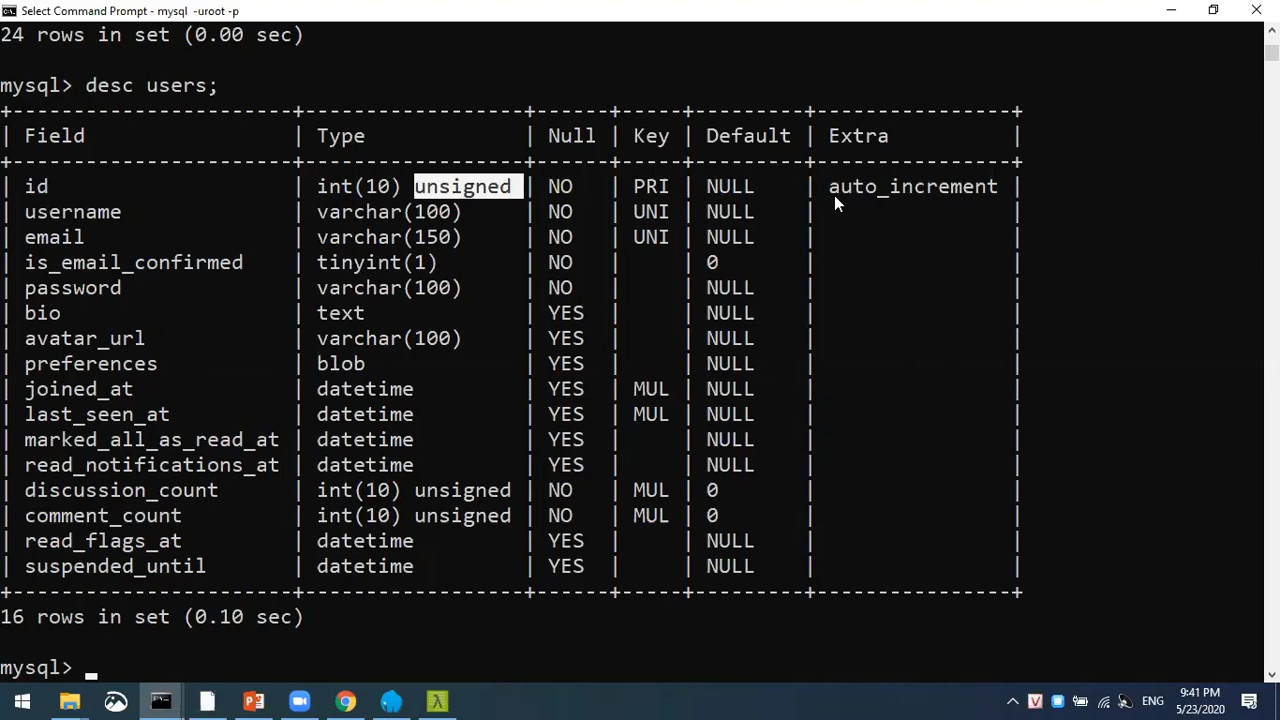 Select Command Prompt - mysql  -uroot -p
24 rows in set (0.00 sec)
mysql> desc users;
+------------------------+------------------+------+-----+---------+----------------+
| Field                  | Type             | Null | Key | Default | Extra          |
+------------------------+------------------+------+-----+---------+----------------+
| id                     | int(10) unsigned | NO   | PRI | NULL    | auto_increment |
| username               | varchar(100)     | NO   | UNI | NULL    |                |
| email                  | varchar(150)     | NO   | UNI | NULL    |                |
| is_email_confirmed     | tinyint(1)       | NO   |     | 0       |                |
| password               | varchar(100)     | NO   |     | NULL    |                |
| bio                    | text             | YES  |     | NULL    |                |
| avatar_url             | varchar(100)     | YES  |     | NULL    |                |
| preferences            | blob             | YES  |     | NULL    |                |
| joined_at              | datetime         | YES  | MUL | NULL    |                |
| last_seen_at           | datetime         | YES  | MUL | NULL    |                |
| marked_all_as_read_at  | datetime         | YES  |     | NULL    |                |
| read_notifications_at  | datetime         | YES  |     | NULL    |                |
| discussion_count       | int(10) unsigned | NO   | MUL | 0       |                |
| comment_count          | int(10) unsigned | NO   | MUL | 0       |                |
| read_flags_at          | datetime         | YES  |     | NULL    |                |
| suspended_until        | datetime         | YES  |     | NULL    |                |
+------------------------+------------------+------+-----+---------+----------------+
16 rows in set (0.10 sec)
mysql>
ENG
9:41 PM
5/23/2020